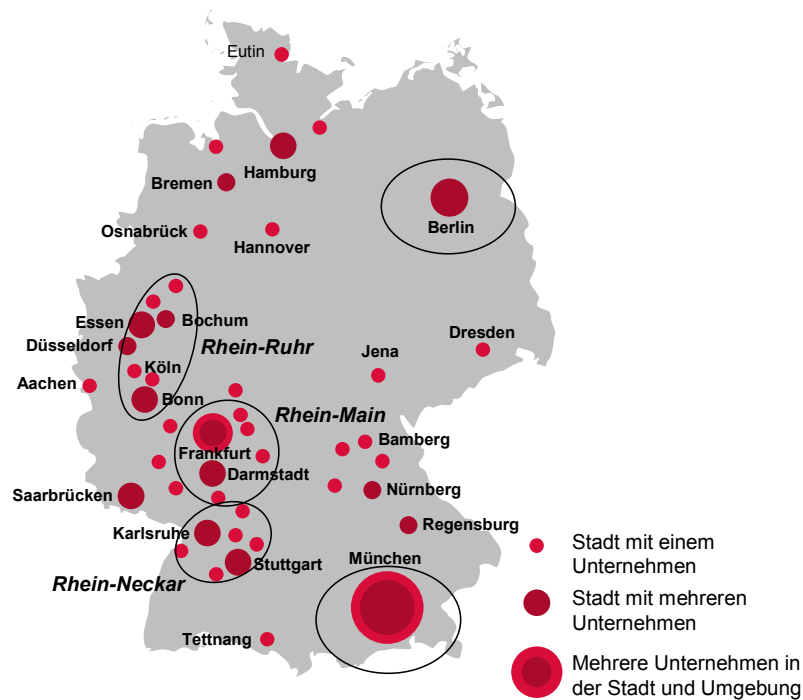 Eutin
Hamburg
Bremen
Berlin
Osnabrück
Hannover
Essen
Bochum
Düsseldorf
Rhein-Ruhr
Dresden
Jena
Köln
Aachen
Bonn
Rhein-Main
Bamberg
Frankfurt
Darmstadt
Saarbrücken
Nürnberg
Regensburg
Karlsruhe
Stuttgart
München
Rhein-Neckar
Tettnang
Stadt mit einem
Unternehmen
Stadt mit mehreren
Unternehmen
Mehrere Unternehmen in
der Stadt und Umgebung